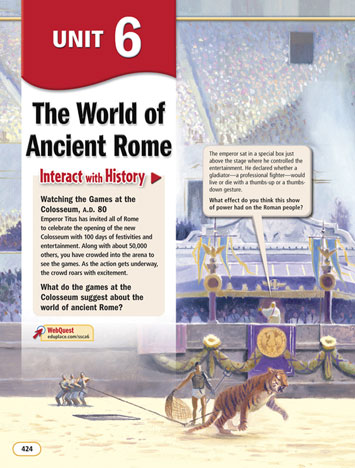 UNIT 6
The World of
Ancient Rome
Interact with History
Watching the Games at the
Colosseum, A.D. 80
Emperor Titus has invited all of Rome
to celebrate the opening of the new
Colosseum with 100 days of festivities and
entertainment. Along with about 50,000
others, you have crowded into the arena to
see the games. As the action gets underway,
the crowd roars with excitement.
What do the games at the
Colosseum suggest about the
world of ancient Rome?
WebQuest
eduplace.com/ssca6
The emperor sat in a special box just
above the stage where he controlled the
entertainment. He declared whether a
gladiator—a professional fighter—would
live or die with a thumbs-up or a thumbs-
down gesture.
What effect do you think this show
of power had on the Roman people?
424